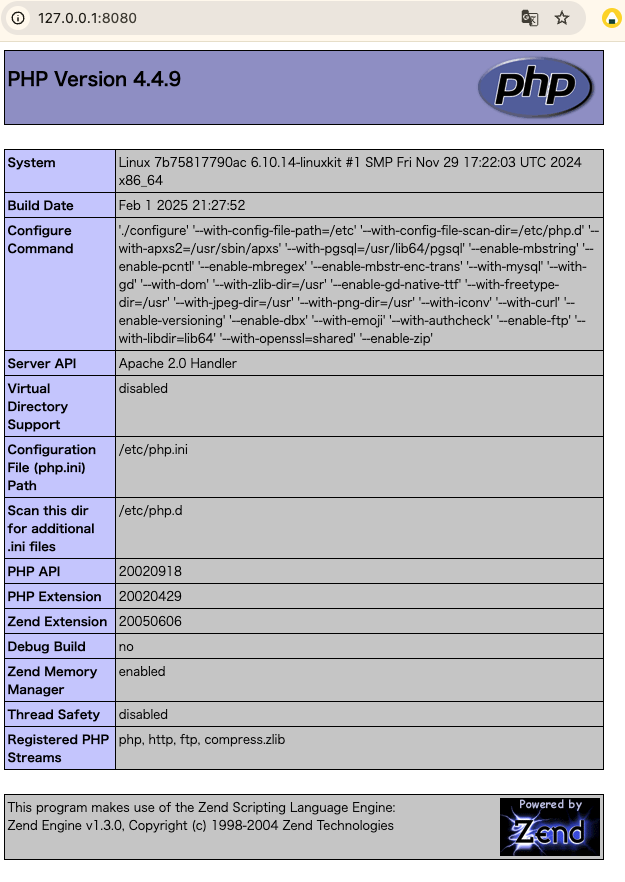 127.0.0.1:8080
PHP Version 4.4.9
php
System
Linux 7b75817790ac 6.10.14-linuxkit #1 SMP Fri Nov 29 17:22:03 UTC 2024
x86_64
Build Date
Feb 1 2025 21:27:52
Configure
Command
'./configure' '--with-config-file-path=/etc' '--with-config-file-scan-dir=/etc/php.d' '--
with-apxs2=/usr/sbin/apxs' '--with-pgsql=/usr/lib64/pgsql' '--enable-mbstring' '--
enable-pcntl' '--enable-mbregex' '--enable-mbstr-enc-trans' '--with-mysql' '--with-
gd' '--with-dom' '--with-zlib-dir=/usr' '--enable-gd-native-ttf' '--with-freetype-
dir=/usr' '--with-jpeg-dir=/usr' '--with-png-dir=/usr' '--with-iconv' '--with-curl' '--
enable-versioning' '--enable-dbx' '--with-emoji' '--with-authcheck' '--enable-ftp' '--
with-libdir=lib64' '--with-openssl=shared' '--enable-zip'
Server API
Apache 2.0 Handler
Virtual
Directory
Support
disabled
Configuration
File (php.ini)
Path
/etc/php.ini
Scan this dir
for additional
.ini files
/etc/php.d
PHP API
20020918
PHP Extension
20020429
Zend Extension
20050606
Debug Build
no
Zend Memory
Manager
enabled
Thread Safety
disabled
Registered PHP
Streams
php, http, ftp, compress.zlib
This program makes use of the Zend Scripting Language Engine:
Zend Engine v1.3.0, Copyright (c) 1998-2004 Zend Technologies
Powered by
Zend